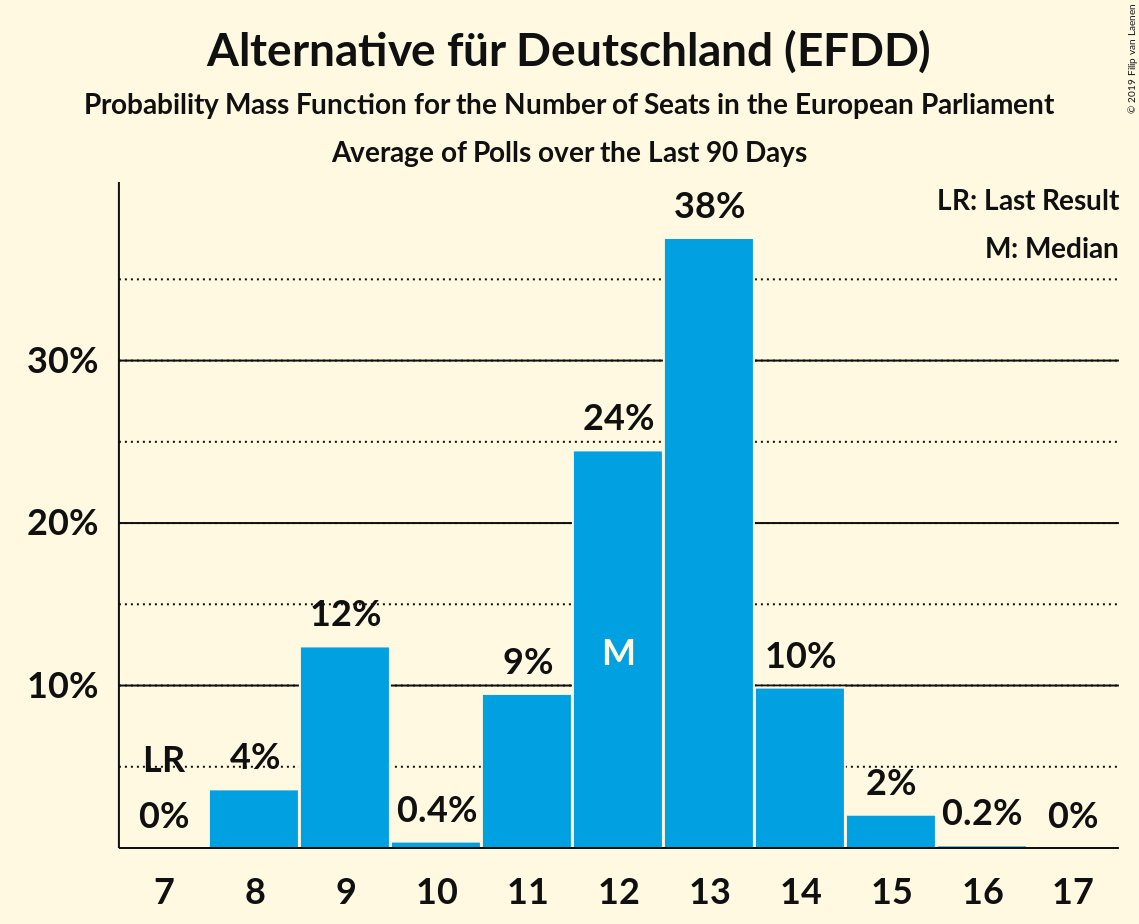 Alternative für Deutschland (EFDD)
Probability Mass Function for the Number of Seats in the European Parliament
Average of Polls over the Last 90 Days
© 2019 Filip van Laenen
LR: Last Result
M: Median
38%
30%
24%
20%
12%
10%
9%
M
10%
LR
4%
2%
0%
0.4%
0.2%
0%
7 8 9 10 11 12 13 14 15 16 17